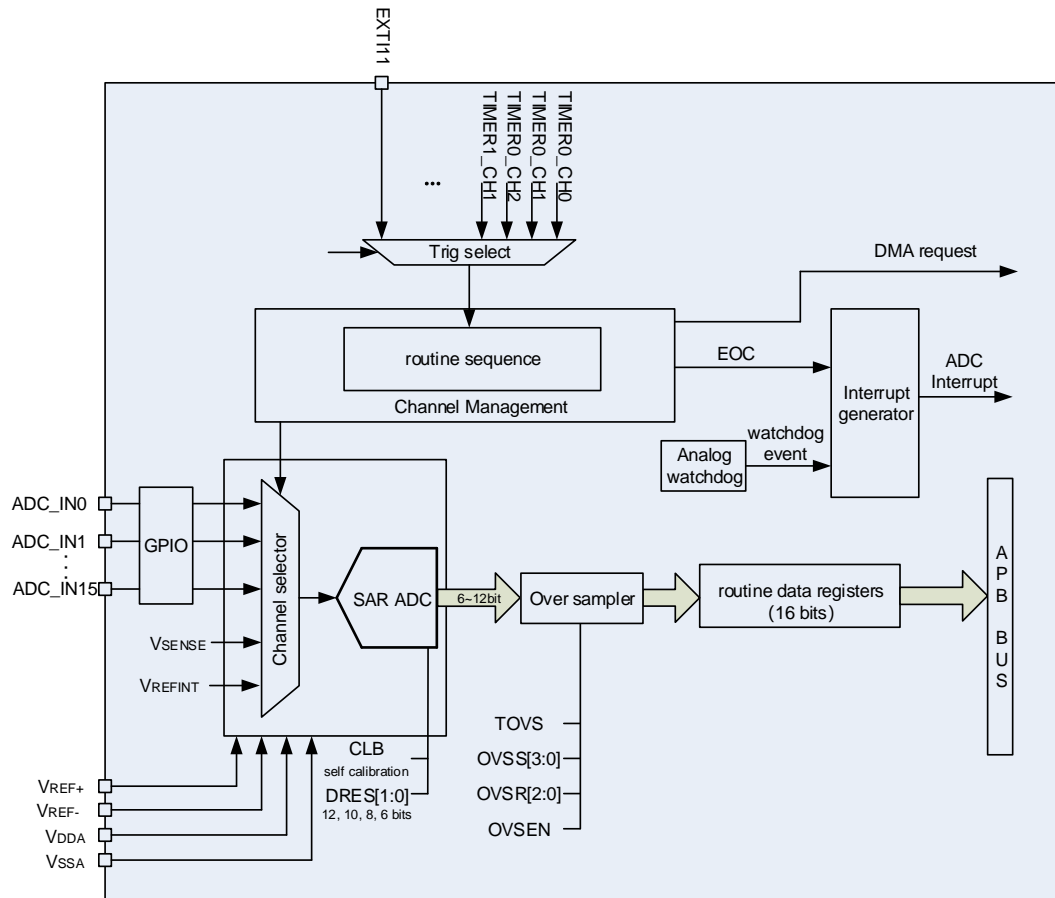 EXTI11
...
TIMER1_CH1
TIMER0_CH2
TIMER0_CH1
TIMER0_CH0
Trig select
DMA request
routine sequence
Channel Management
EOC
Interrupt
generator
ADC
Interrupt
Analog
watchdog
watchdog
event
ADC_IN0
ADC_IN1
ADC_IN15
GPIO
VSENSE
VREFINT
Channel selector
SAR ADC
6~12bit
Over sampler
routine data registers
(16 bits)
APB BUS
CLB
self calibration
DRES[1:0]
12, 10, 8, 6 bits
TOVS
OVSS[3:0]
OVSR[2:0]
OVSEN
VREF+
VREF-
VDDA
VSSA